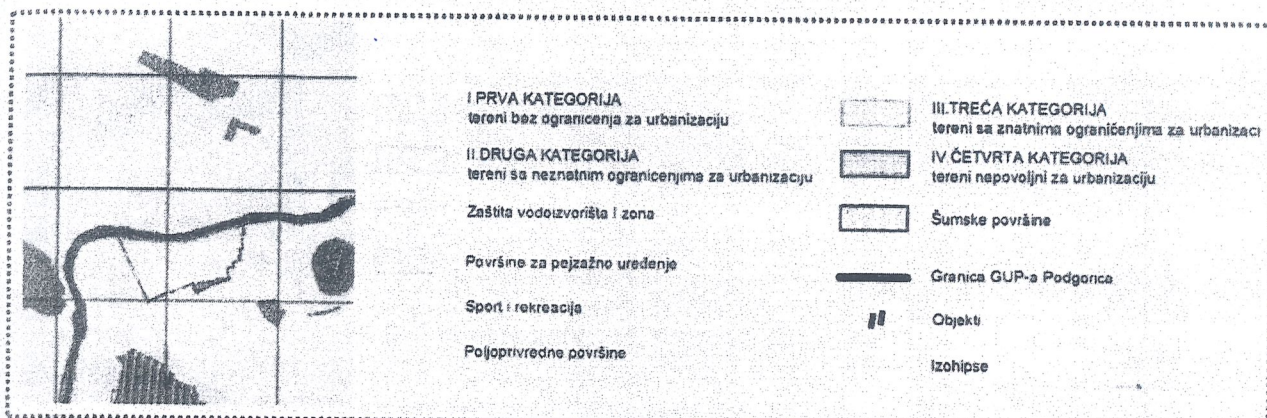 I PRVA KATEGORIJA
tereni bez ogranicenja za urbanizaciju
II DRUGA KATEGORIJA
tereni sa neznatnim ogranicenjima za urbanizaciju
Zaštita vodoizvorišta I zona
Površine za pejzažno uređenje
Sport i rekreacija
Poljoprivredne površine
III.TREĆA KATEGORIJA
tereni sa znatnima ograničenjima za urbanizaci
IV ČETVRTA KATEGORIJA
tereni nepovoljni za urbanizaciju
Šumske površine
Granica GUP-a Podgorica
Objekti
Izohipse